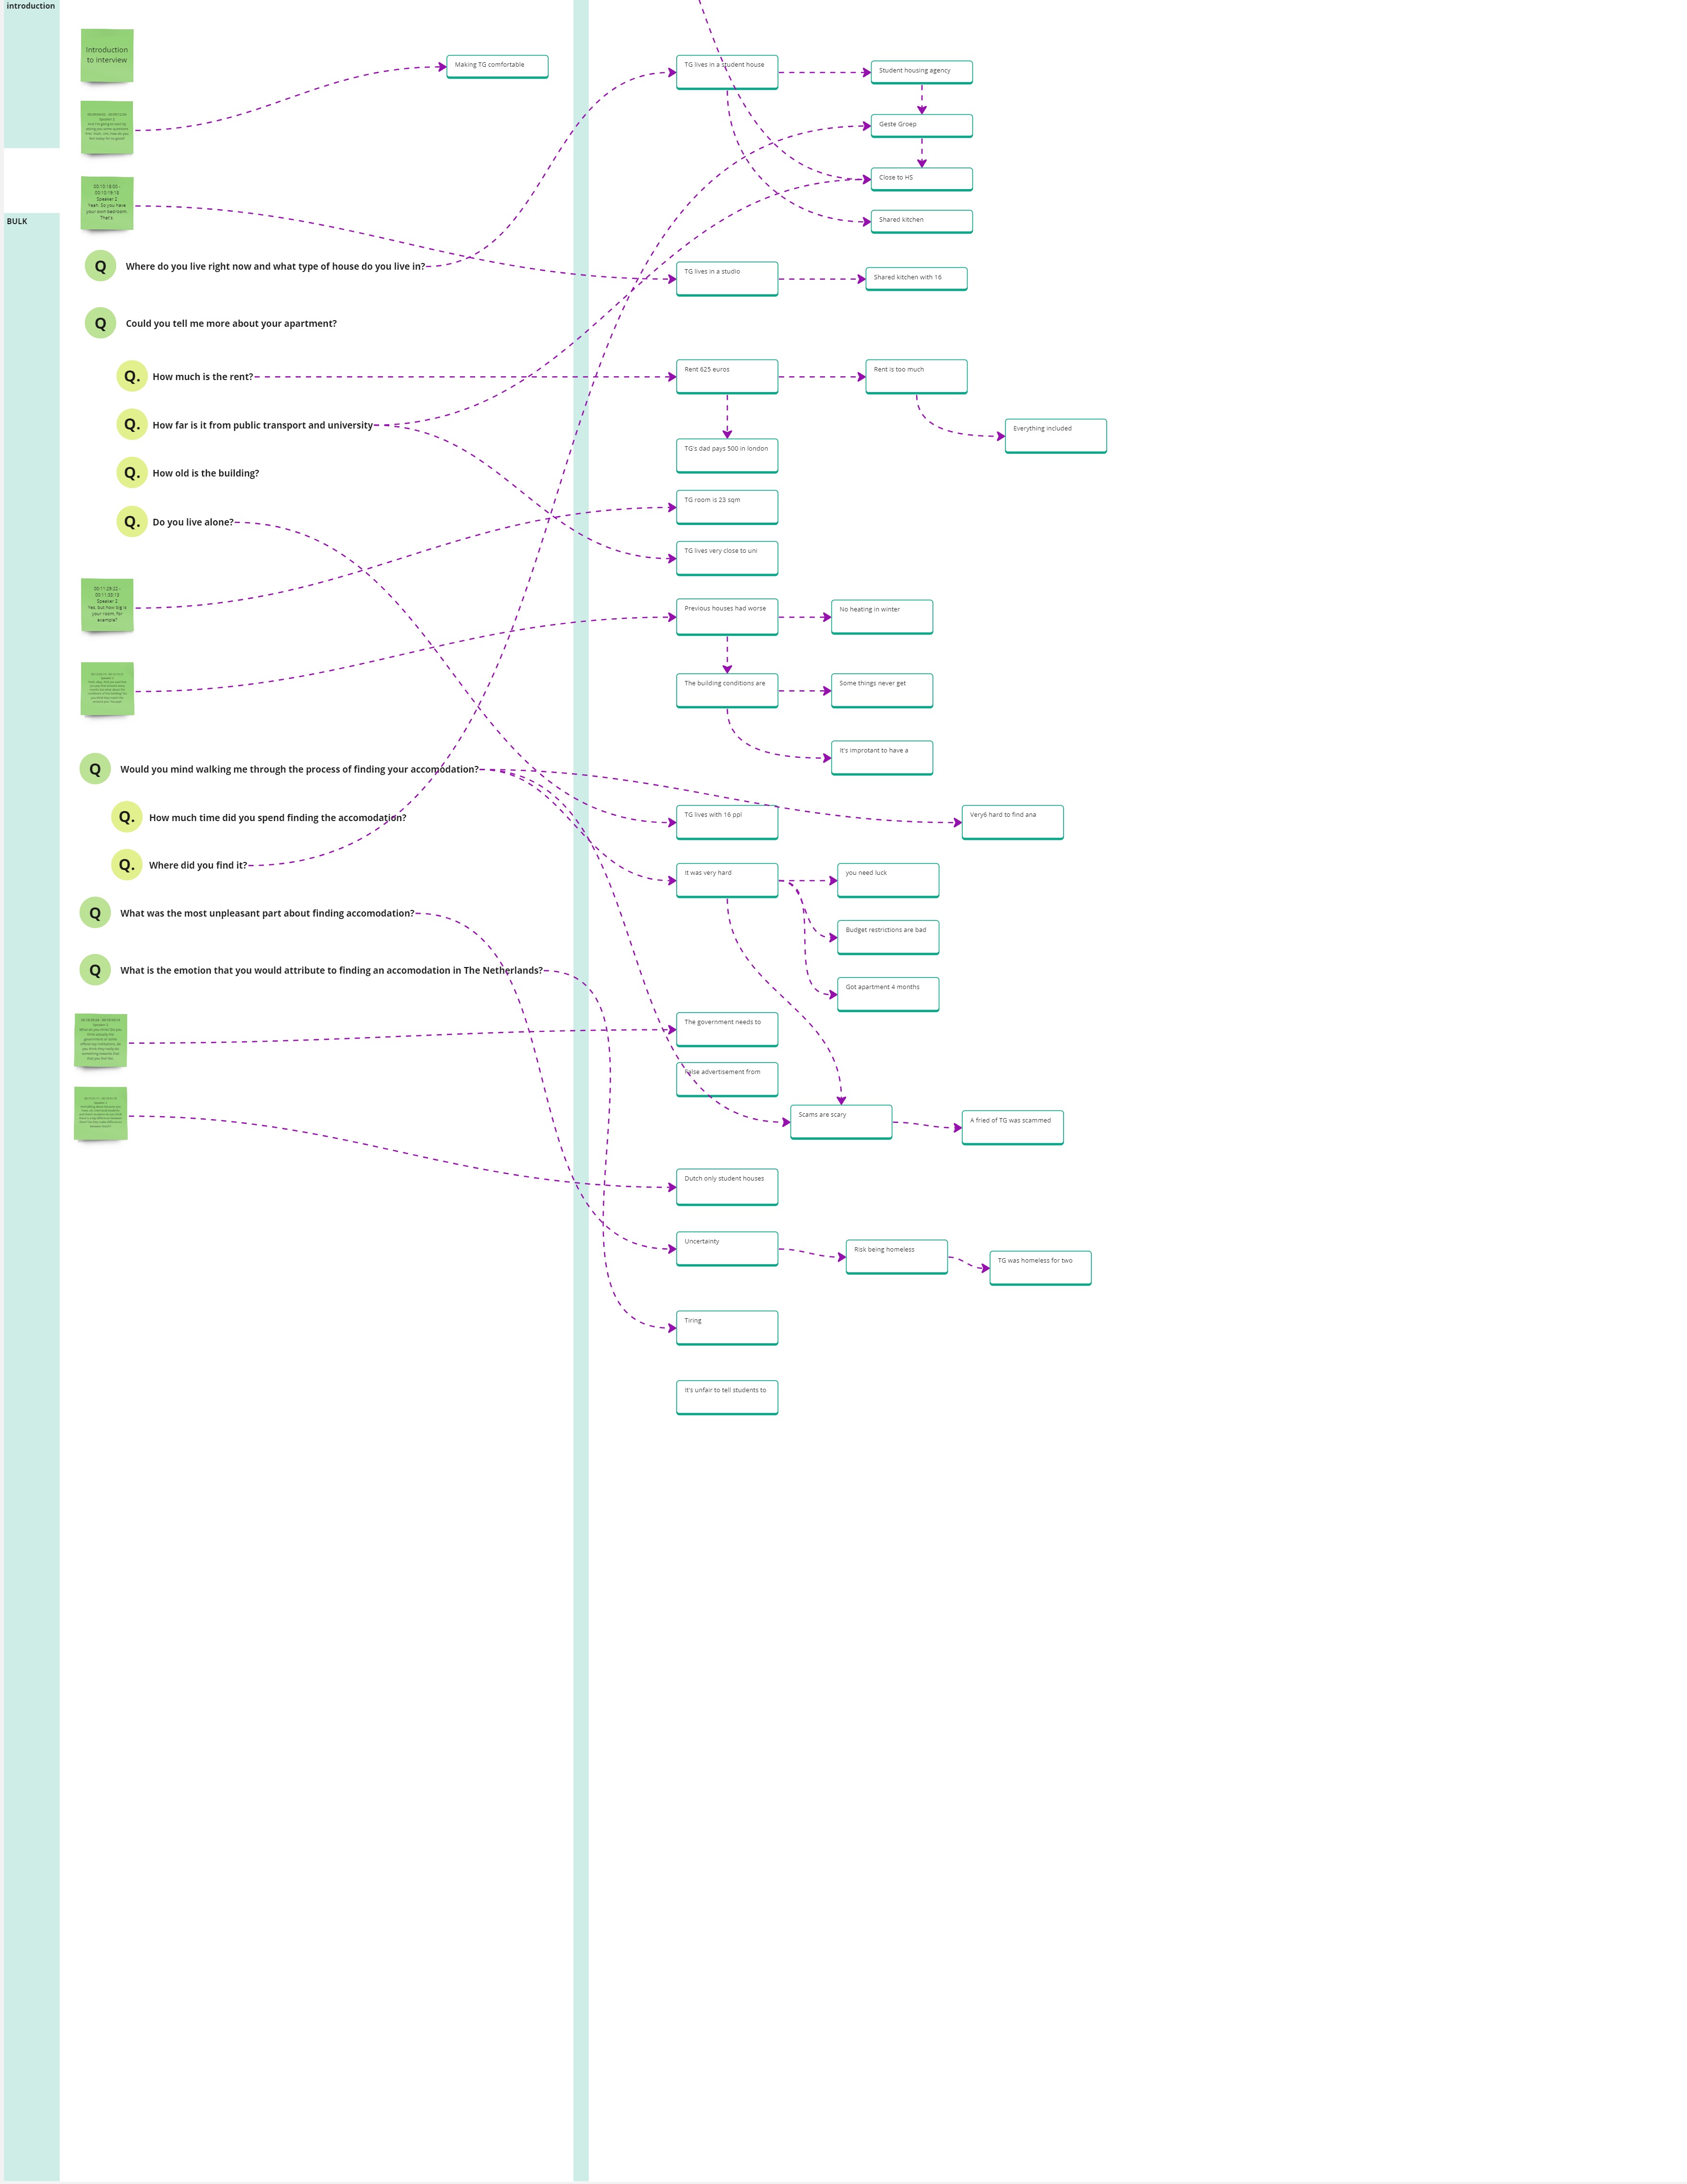 introduction
Introduction
to interview
Making TG comfortable
TG lives in a student house
Student housing agency
Geste Groep
Close to HS
Shared kitchen
00:10:18:03 -
00:10:19:18
Speaker 2
Yeah. So you have
your own bedroom.
That's
BULK
Q
Where do you live right now and what type of house do you live in?
TG lives in a studio
Shared kitchen with 16
Q
Could you tell me more about your apartment?
Q.
How much is the rent?
Rent 625 euros
Rent is too much
Q.
How far is it from public transport and university
Everything included
TG's dad pays 500 in london
Q.
How old is the building?
TG room is 23 sqm
Q.
Do you live alone?
TG lives very close to uni
Speaker 2
Yes, but how big is
your room, for
example?
Previous houses had worse
No heating in winter
The building conditions are
Some things never get
It's improtant to have a
Q
Would you mind walking me through the process of finding your accomodation?
Q.
How much time did you spend finding the accomodation?
TG lives with 16 ppl
Very6 hard to find ana
Q.
Where did you find it?
It was very hard
you need luck
Q
What was the most unpleasant part about finding accomodation?
Budget restrictions are bad
Q
What is the emotion that you would attribute to finding an accomodation in The Netherlands?
Got apartment 4 months
The government needs to
False advertisement from
Scams are scary
A fried of TG was scammed
Dutch only student houses
Uncertainty
Risk being homeless
TG was homeless for two
Tiring
It's unfair to tell students to